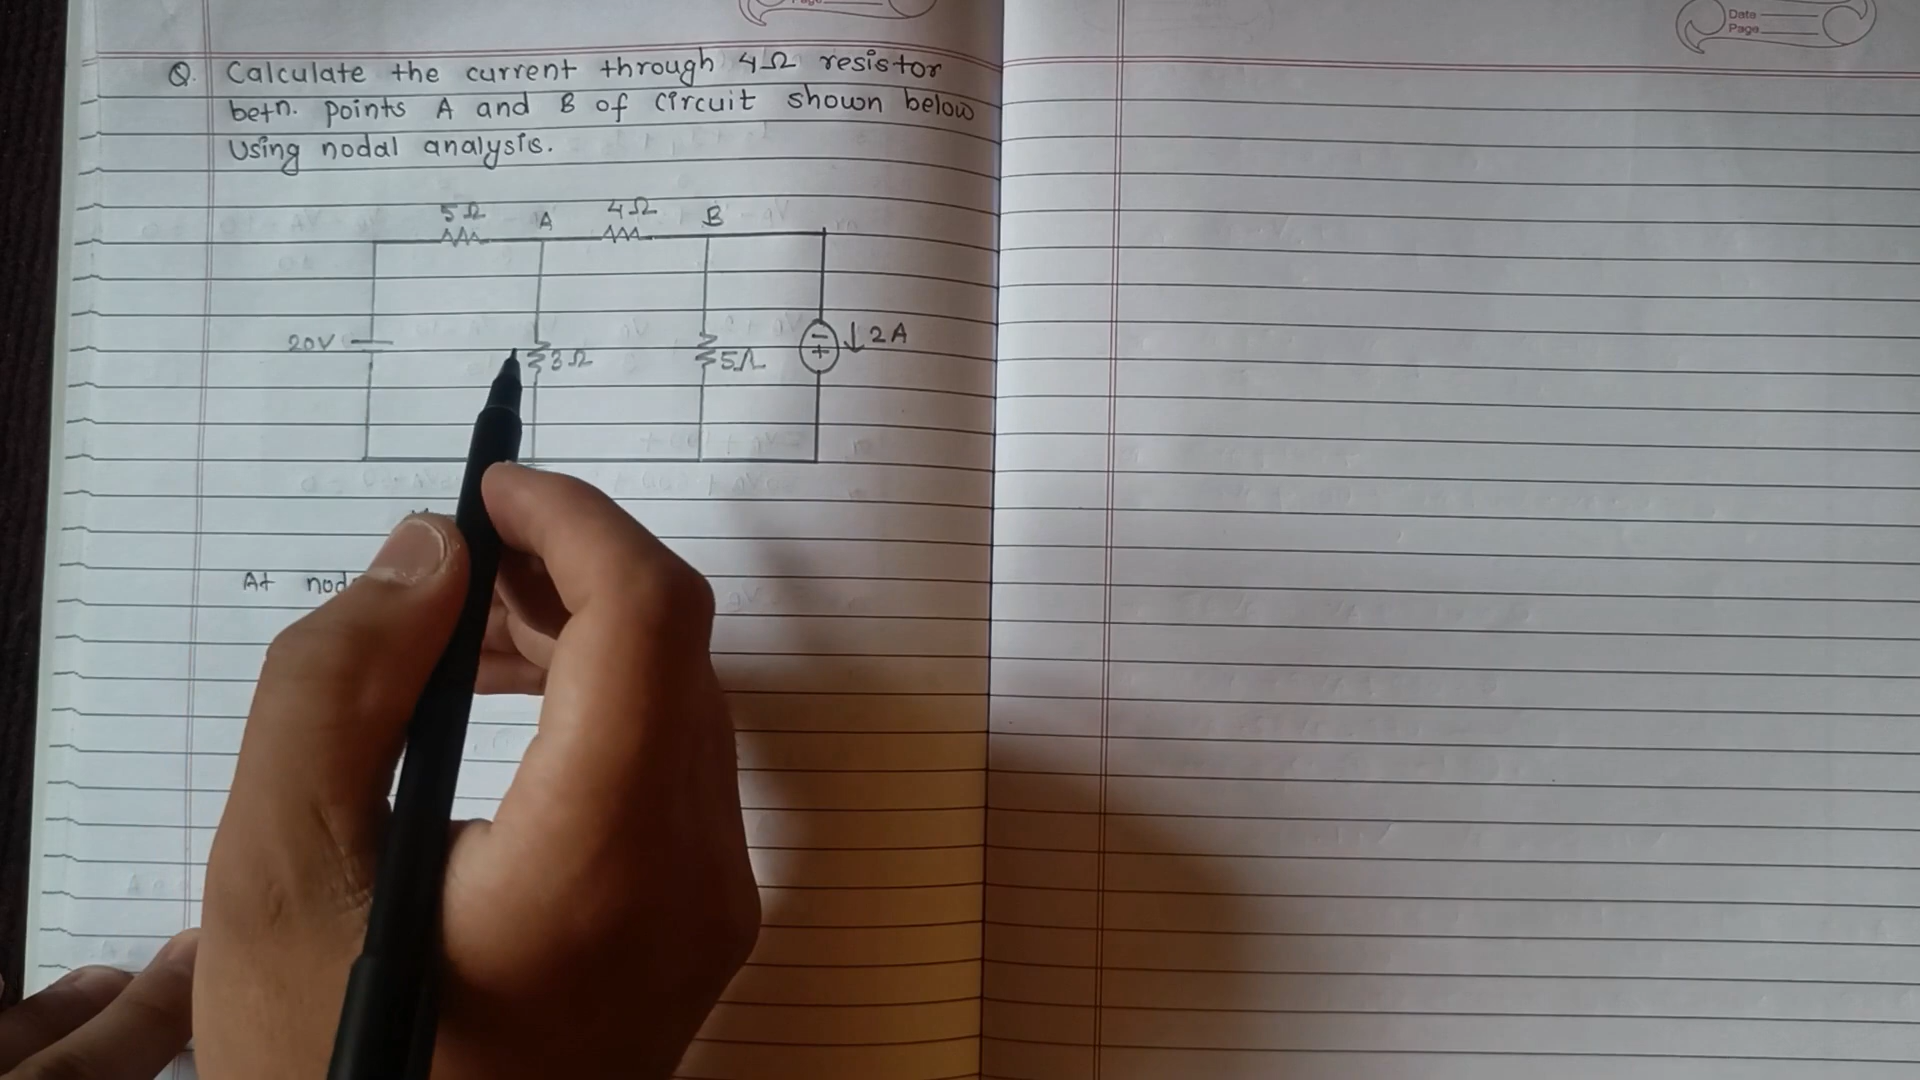 Date
Page
Q. Calculate the current through 4Ω resistor
betn. points A and B of circuit shown below
Using nodal analysis.
5Ω A 4Ω B
20V 3Ω 5Ω 2A
At